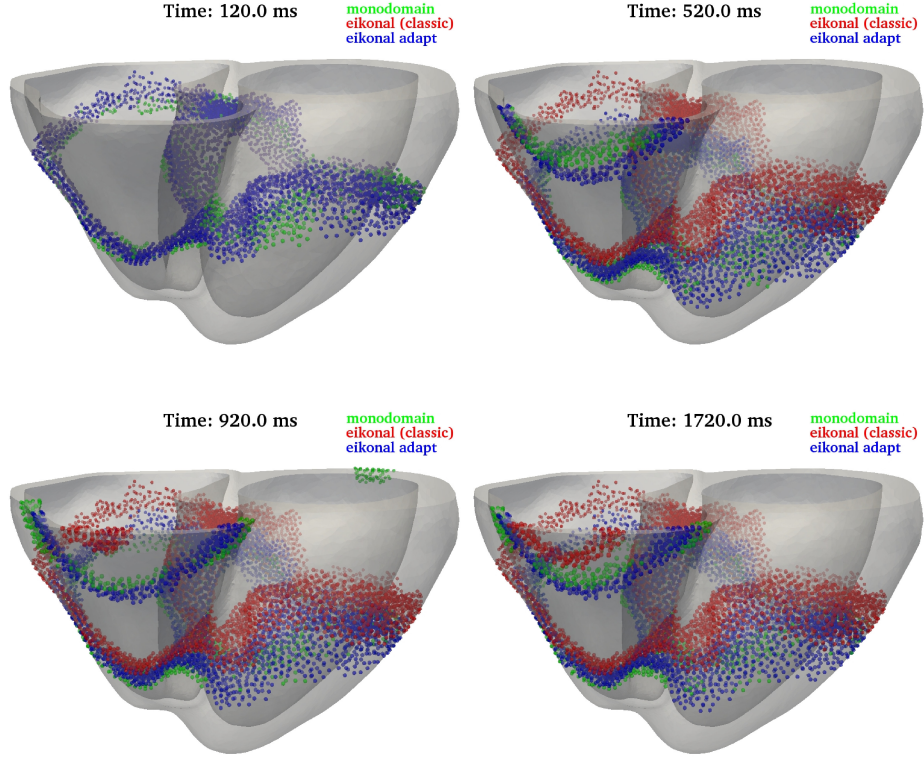 Time: 120.0 ms
monodomain
eikonal (classic)
eikonal adapt
Time: 520.0 ms
monodomain
eikonal (classic)
eikonal adapt
Time: 920.0 ms
monodomain
eikonal (classic)
eikonal adapt
Time: 1720.0 ms
monodomain
eikonal (classic)
eikonal adapt